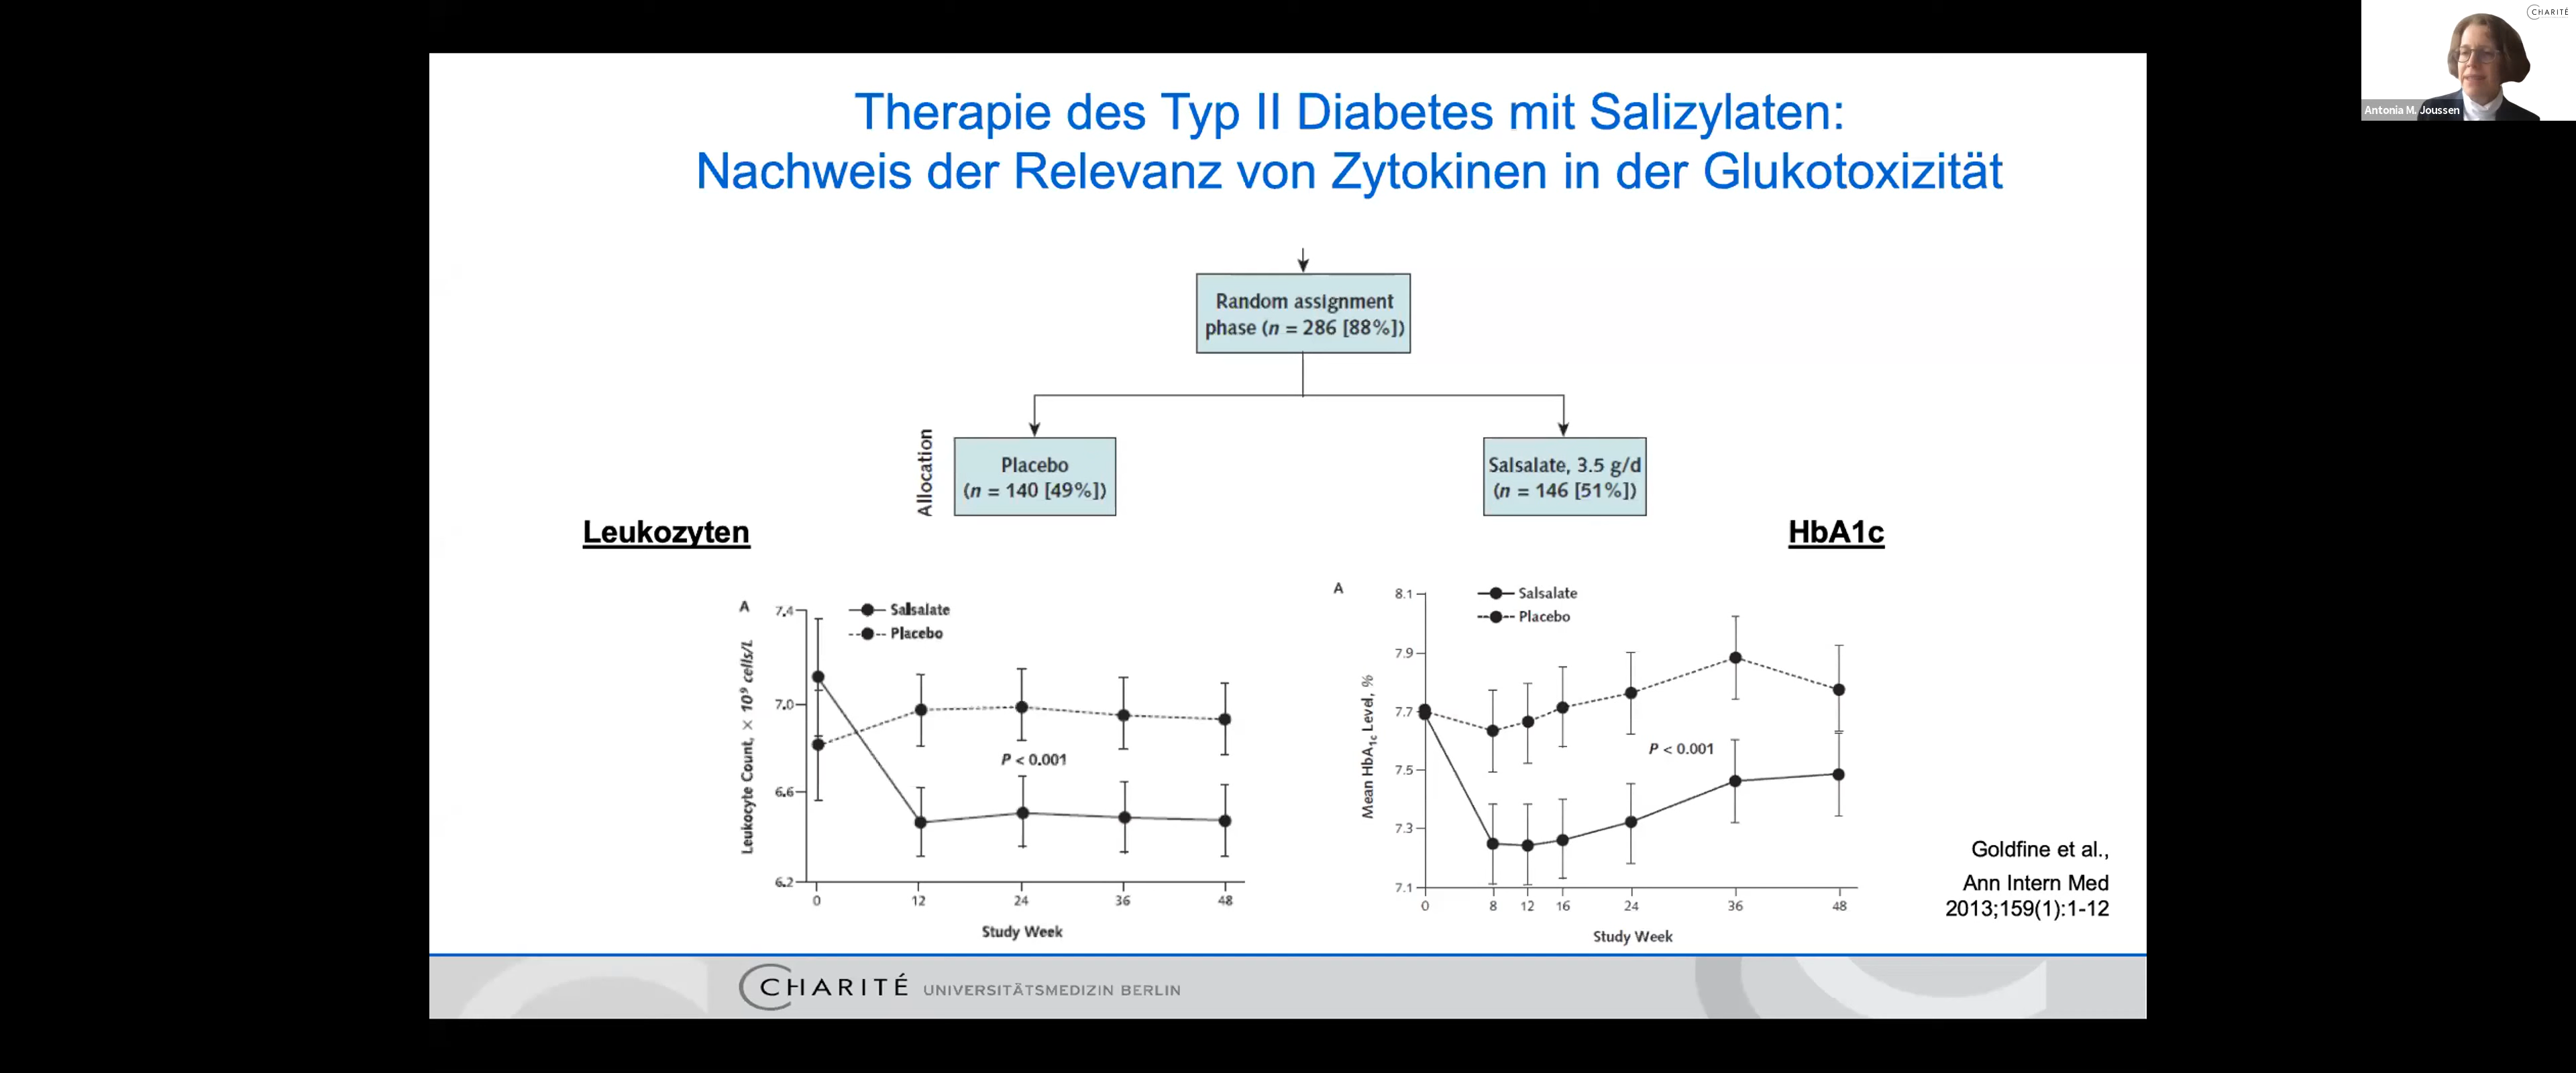 CHARITÉ
Antonia M. Joussen
Therapie des Typ II Diabetes mit Salizylaten:
Nachweis der Relevanz von Zytokinen in der Glukotoxizität
Random assignment
phase (n = 286 [88%])
Allocation
Placebo
(n = 140 [49%])
Salsalate, 3.5 g/d
(n = 146 [51%])
Leukozyten
HbA1c
A
Salsalate
Placebo
7.4
7.0
6.6
6.2
Leukocyte Count, × 10⁹ cells/L
P < 0.001
0 12 24 36 48
Study Week
A
Salsalate
Placebo
8.1
7.9
7.7
7.5
7.3
7.1
Mean HbA1c Level, %
P < 0.001
0 8 12 16 24 36 48
Study Week
Goldfine et al.,
Ann Intern Med
2013;159(1):1-12
CHARITÉ UNIVERSITÄTSMEDIZIN BERLIN